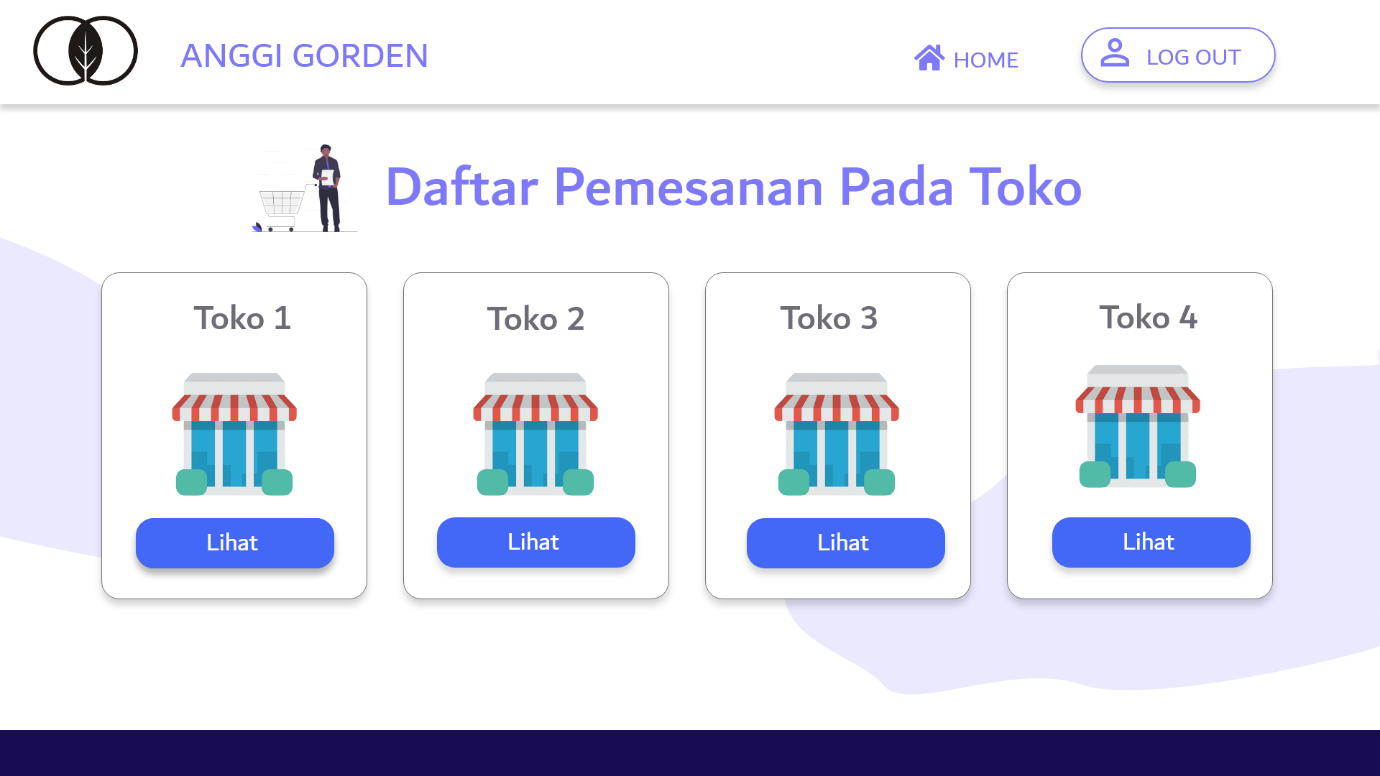 ANGGI GORDEN
HOME
LOG OUT
Daftar Pemesanan Pada Toko
Toko 1
Toko 2
Toko 3
Toko 4
Lihat
Lihat
Lihat
Lihat